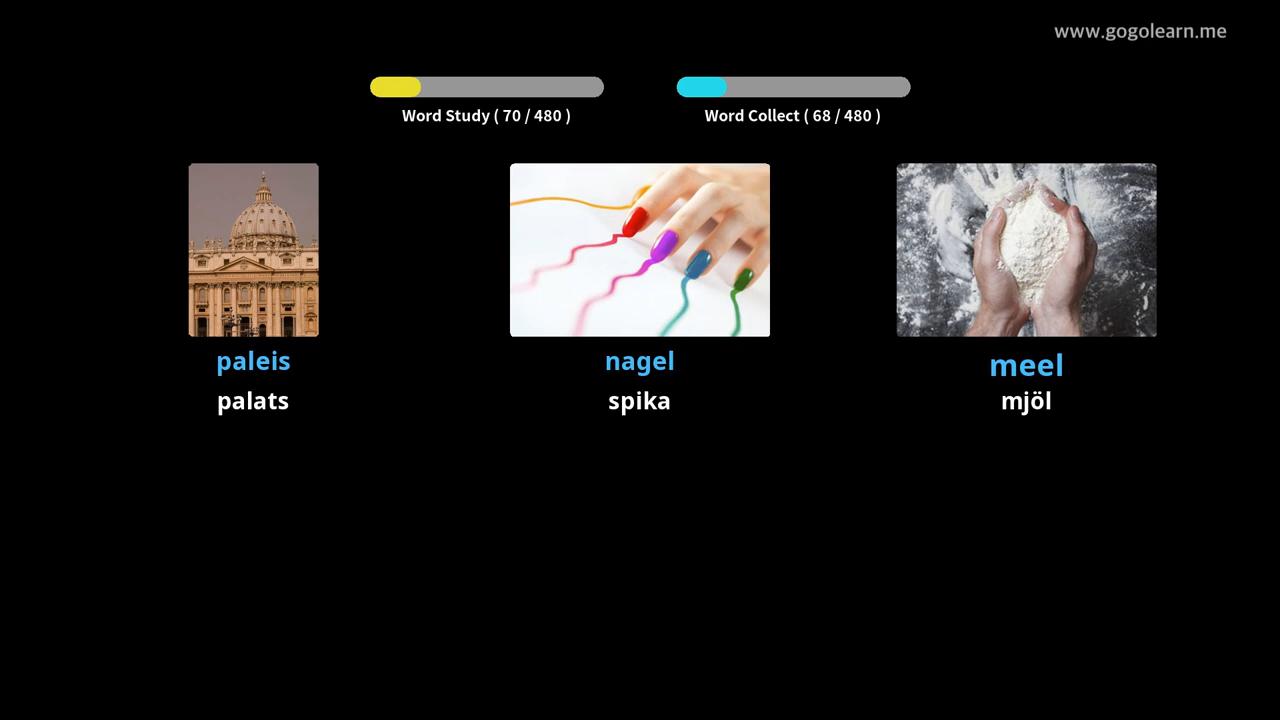 www.gogolearn.me
Word Study ( 70 / 480 )
Word Collect ( 68 / 480 )
paleis
palats
nagel
spika
meel
mjöl